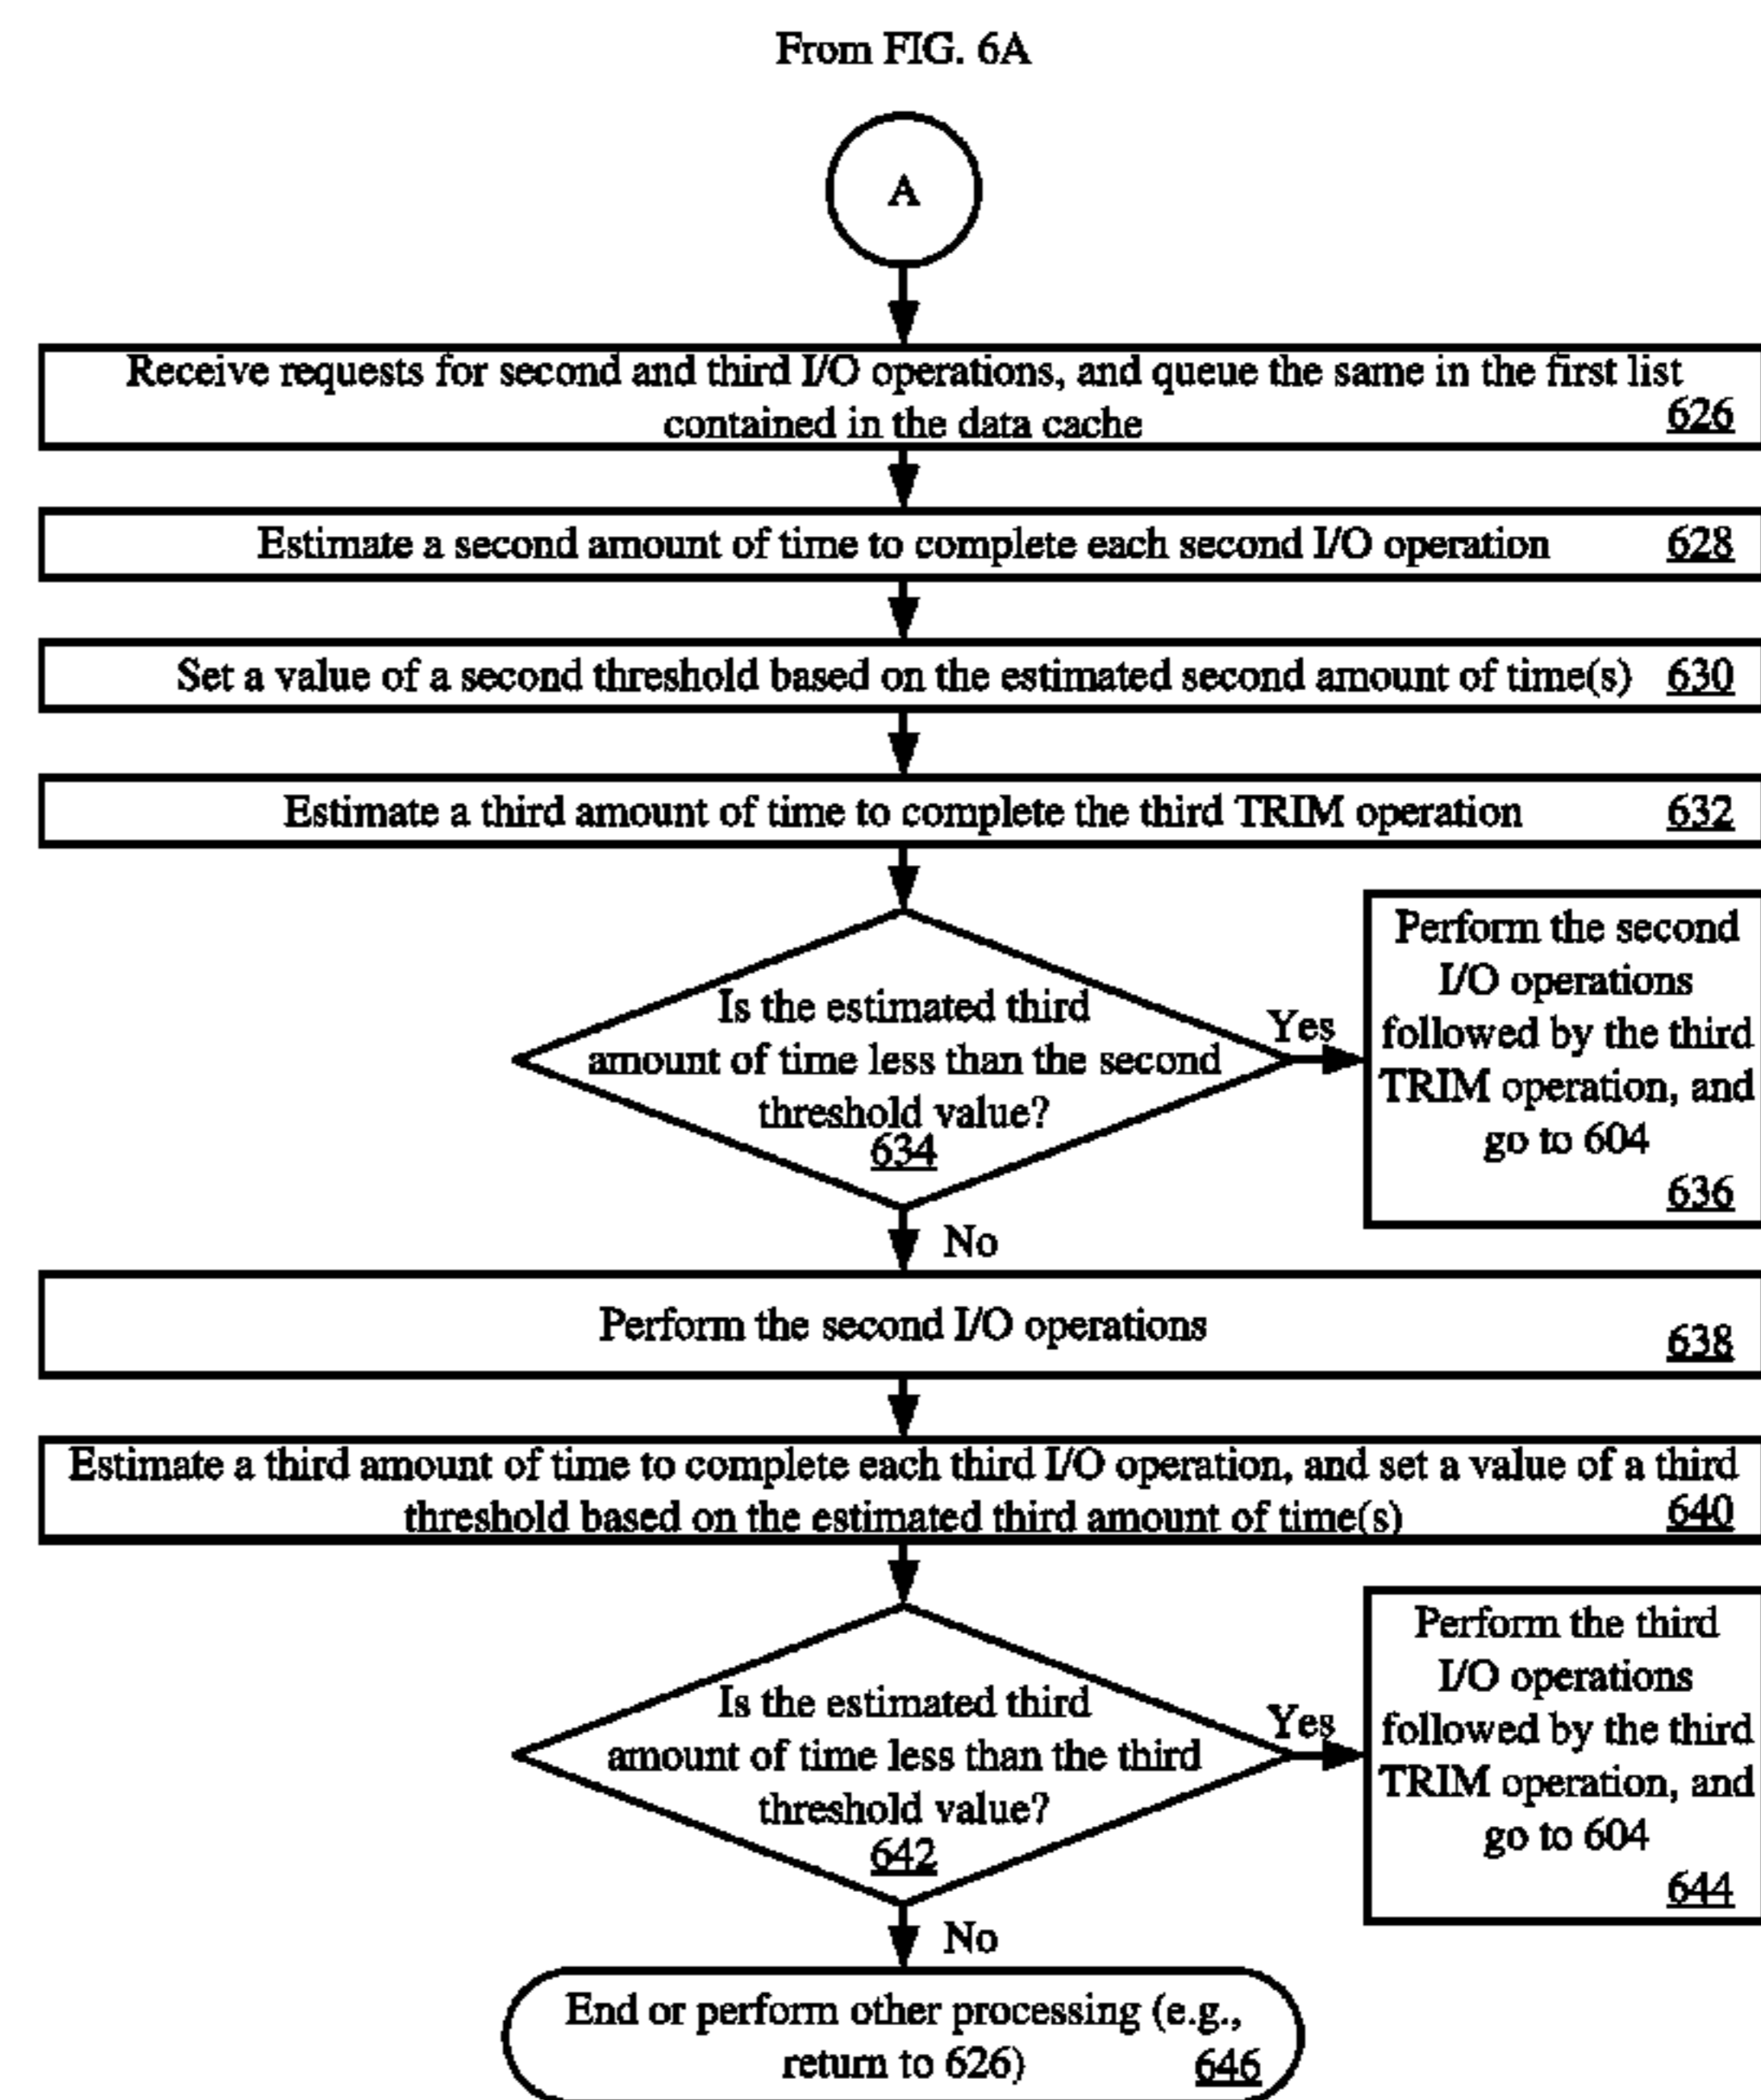 From FIG. 6A
A
Receive requests for second and third I/O operations, and queue the same in the first list
contained in the data cache
626
Estimate a second amount of time to complete each second I/O operation 628
Set a value of a second threshold based on the estimated second amount of time(s) 630
Estimate a third amount of time to complete the third TRIM operation 632
Is the estimated third
amount of time less than the second
threshold value?
634
Yes
Perform the second
I/O operations
followed by the third
TRIM operation, and
go to 604
636
No
Perform the second I/O operations 638
Estimate a third amount of time to complete each third I/O operation, and set a value of a third
threshold based on the estimated third amount of time(s) 640
Is the estimated third
amount of time less than the third
threshold value?
642
Yes
Perform the third
I/O operations
followed by the third
TRIM operation, and
go to 604
644
No
End or perform other processing (e.g.,
return to 626) 646